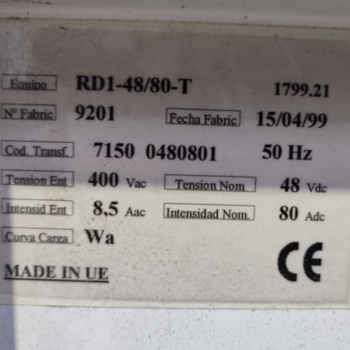 Equipo RD1-48/80-T 1799.21
Nº Fabric 9201 Fecha Fabric 15/04/99
Cod. Transf. 7150 0480801 50 Hz
Tension Ent 400 Vac Tension Nom 48 Vdc
Intensid Ent 8,5 Aac Intensidad Nom. 80 Adc
Curva Carga Wa
MADE IN UE CE